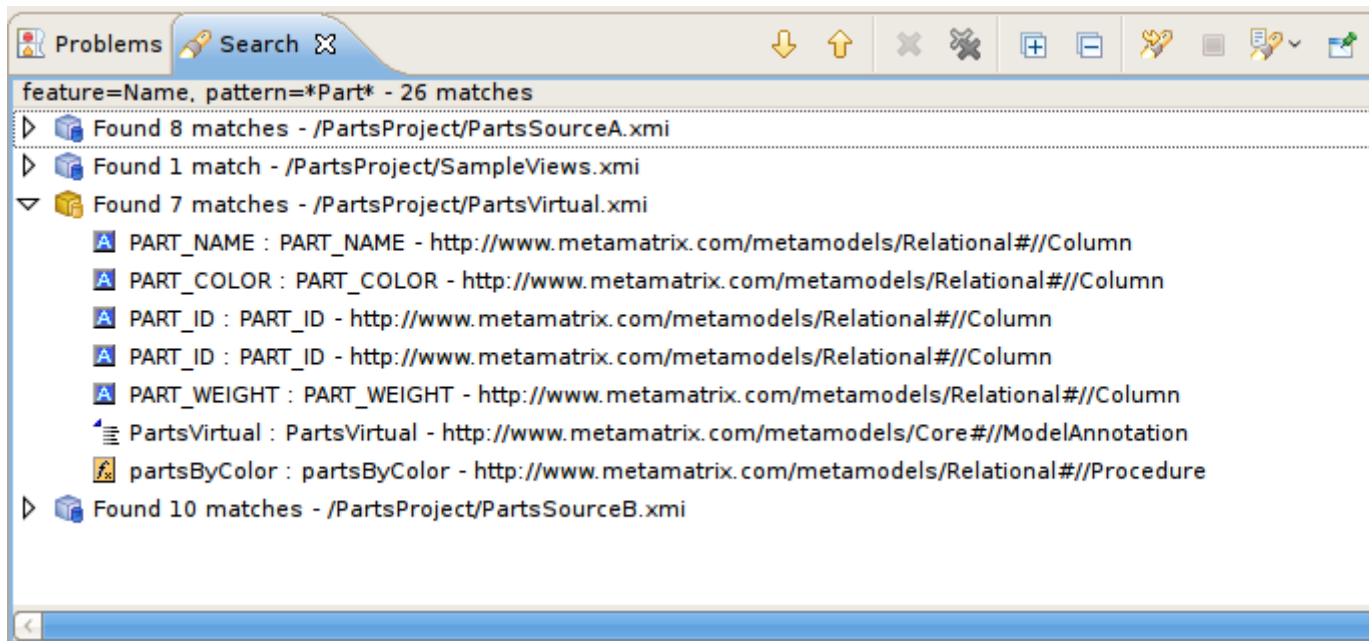 Problems Search
feature=Name, pattern=*Part* - 26 matches
Found 8 matches - /PartsProject/PartsSourceA.xmi
Found 1 match - /PartsProject/SampleViews.xmi
Found 7 matches - /PartsProject/PartsVirtual.xmi
PART_NAME : PART_NAME - http://www.metamatrix.com/metamodels/Relational#//Column
PART_COLOR : PART_COLOR - http://www.metamatrix.com/metamodels/Relational#//Column
PART_ID : PART_ID - http://www.metamatrix.com/metamodels/Relational#//Column
PART_ID : PART_ID - http://www.metamatrix.com/metamodels/Relational#//Column
PART_WEIGHT : PART_WEIGHT - http://www.metamatrix.com/metamodels/Relational#//Column
PartsVirtual : PartsVirtual - http://www.metamatrix.com/metamodels/Core#//ModelAnnotation
partsByColor : partsByColor - http://www.metamatrix.com/metamodels/Relational#//Procedure
Found 10 matches - /PartsProject/PartsSourceB.xmi